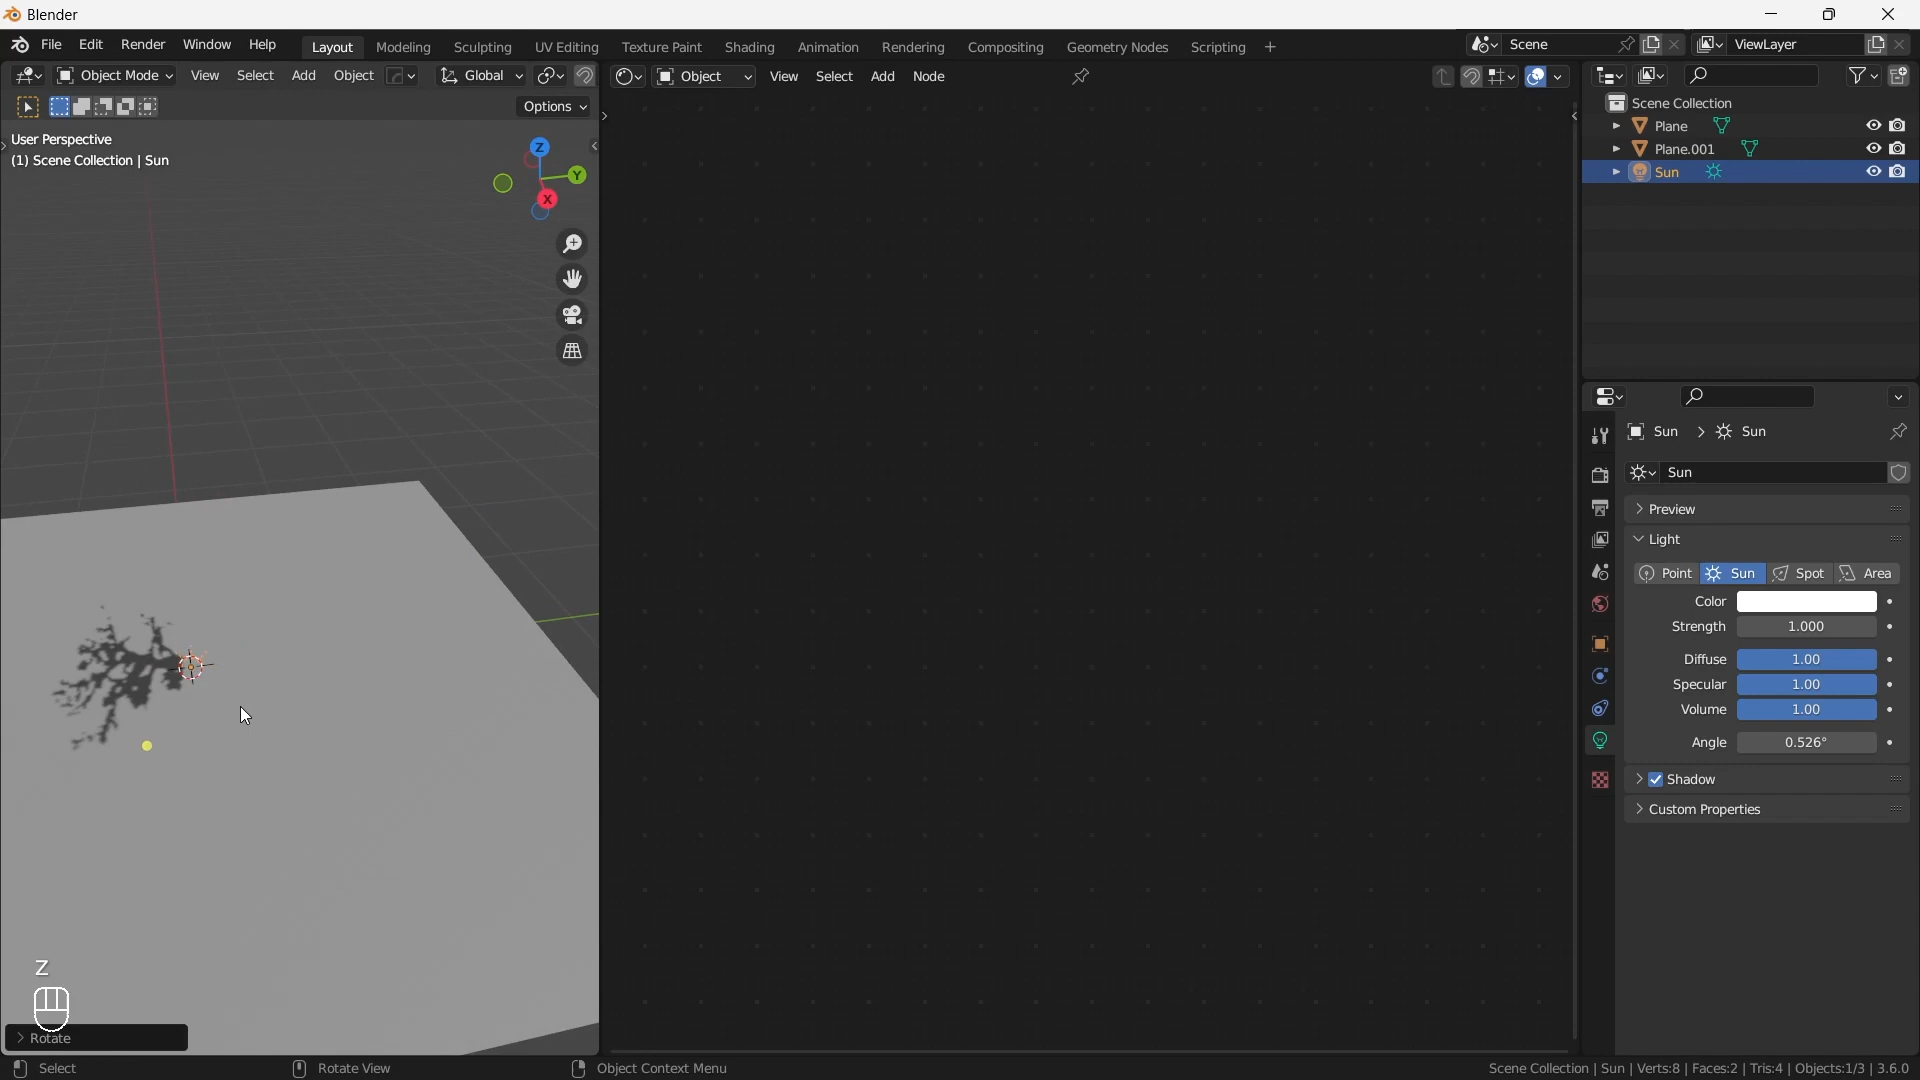 Blender
File Edit Render Window Help Layout Modeling Sculpting UV Editing Texture Paint Shading Animation Rendering Compositing Geometry Nodes Scripting + Scene ViewLayer
Object Mode View Select Add Object Global
Object View Select Add Node
Options
User Perspective
(1) Scene Collection | Sun
Z
Y
X
Z
Rotate
Scene Collection
Plane
Plane.001
Sun
Sun > Sun
Sun
Preview
Light
Point Sun Spot Area
Color
Strength 1.000
Diffuse 1.00
Specular 1.00
Volume 1.00
Angle 0.526°
Shadow
Custom Properties
Select Rotate View Object Context Menu Scene Collection | Sun | Verts:8 | Faces:2 | Tris:4 | Objects:1/3 | 3.6.0